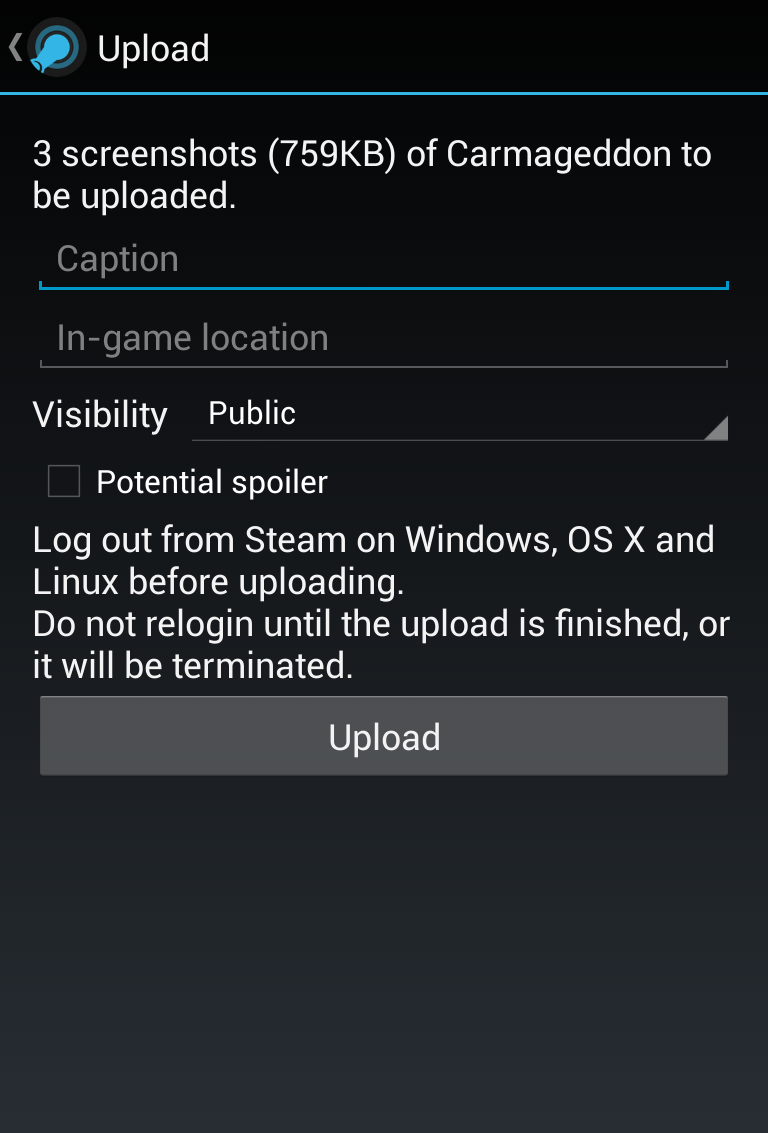 Upload
3 screenshots (759KB) of Carmageddon to
be uploaded.
Caption
In-game location
Visibility Public
Potential spoiler
Log out from Steam on Windows, OS X and
Linux before uploading.
Do not relogin until the upload is finished, or
it will be terminated.
Upload